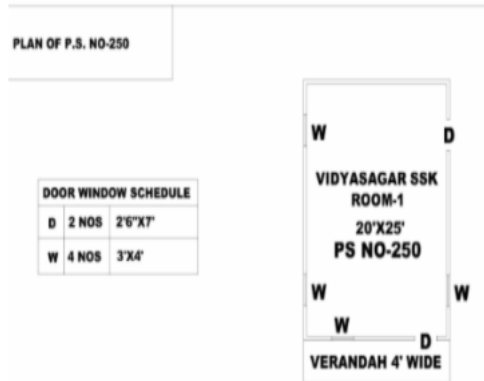 PLAN OF P.S. NO-250
W
D
VIDYASAGAR SSK
ROOM-1
20'X25'
PS NO-250
DOOR WINDOW SCHEDULE
D 2 NOS 2'6"X7'
W 4 NOS 3'X4'
W
W
W
D
VERANDAH 4' WIDE